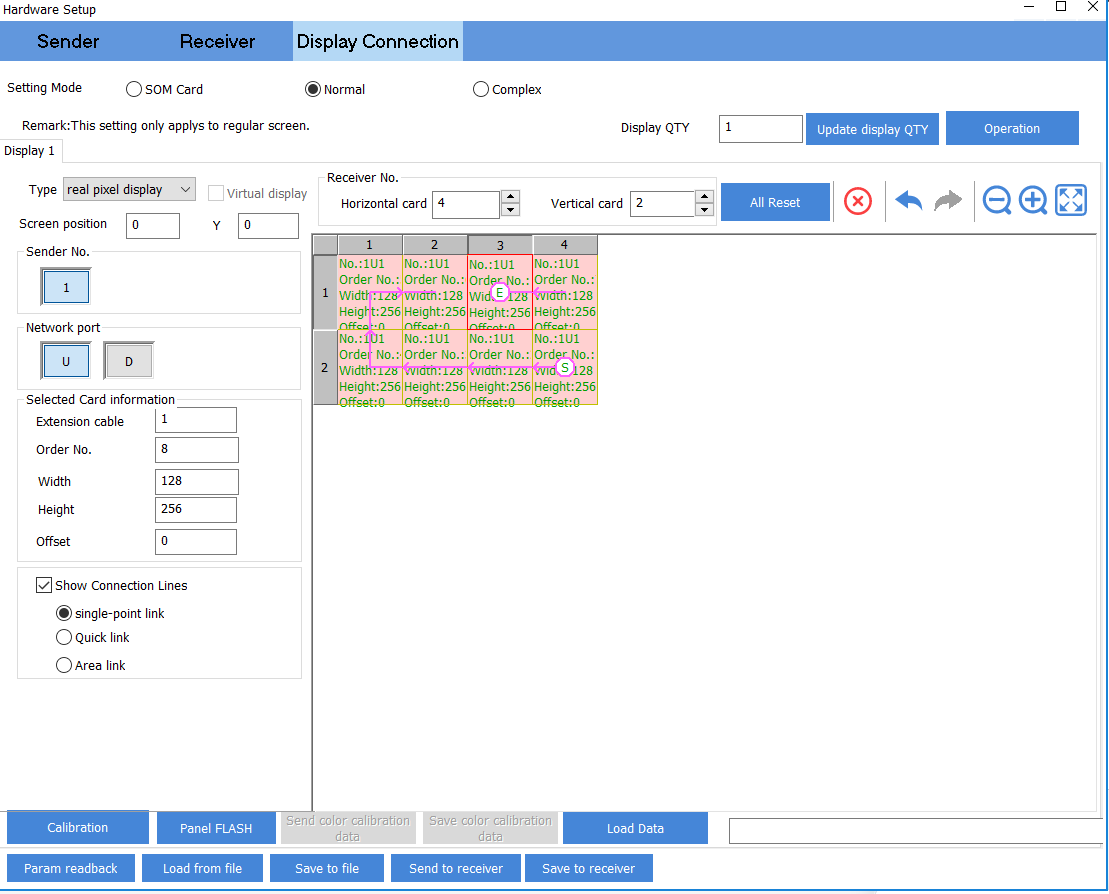 Hardware Setup
Sender Receiver Display Connection
Setting Mode SOM Card Normal Complex
Remark:This setting only applys to regular screen.
Display QTY 1 Update display QTY Operation
Display 1
Type real pixel display Virtual display
Screen position 0 Y 0
Sender No.
1
Network port
U D
Selected Card information
Extension cable 1
Order No. 8
Width 128
Height 256
Offset 0
Show Connection Lines
single-point link
Quick link
Area link
Receiver No.
Horizontal card 4 Vertical card 2 All Reset
1 2 3 4
1
No.:1U1 No.:1U1 No.:1U1 No.:1U1
Order No.: Order No.: Order No.: Order No.:
Width:128 Width:128 Width:128 Width:128
E
Height:256 Height:256 Height:256 Height:256
Offset:0 Offset:0 Offset:0 Offset:0
2
No.:1U1 No.:1U1 No.:1U1 No.:1U1
Order No.: Order No.: Order No.: Order No.:
Width:128 Width:128 Width:128 Width:128
S
Height:256 Height:256 Height:256 Height:256
Offset:0 Offset:0 Offset:0 Offset:0
Calibration Panel FLASH Send color calibration data Save color calibration data Load Data
Param readback Load from file Save to file Send to receiver Save to receiver